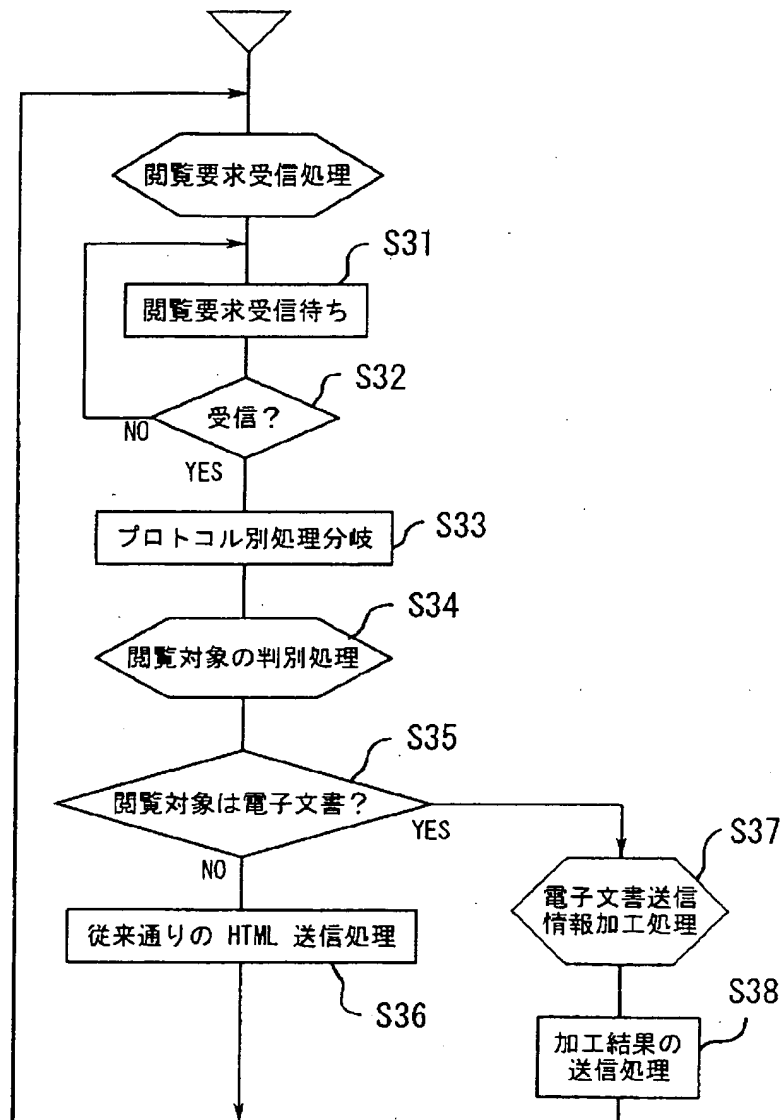 閲覧要求受信処理
S31
閲覧要求受信待ち
S32
受信?
NO
YES
S33
プロトコル別処理分岐
S34
閲覧対象の判別処理
S35
閲覧対象は電子文書?
YES
NO
S37
電子文書送信
情報加工処理
従来通りの HTML 送信処理
S36
S38
加工結果の
送信処理